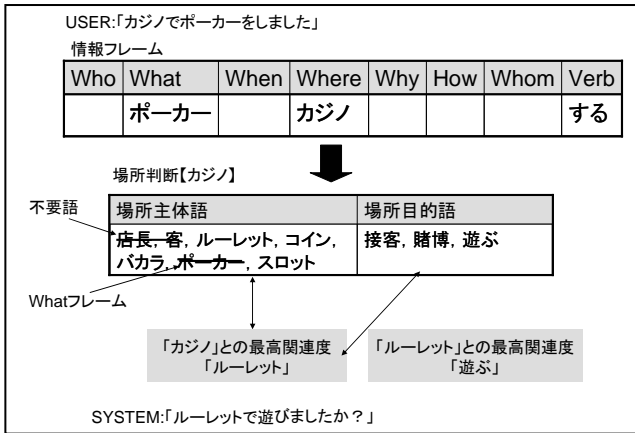 USER:「カジノでポーカーをしました」
情報フレーム
Who What When Where Why How Whom Verb
ポーカー カジノ する
場所判断【カジノ】
不要語
場所主体語 場所目的語
店長, 客, ルーレット, コイン, 接客, 賭博, 遊ぶ
バカラ, ポーカー, スロット
Whatフレーム
「カジノ」との最高関連度 「ルーレット」との最高関連度
「ルーレット」 「遊ぶ」
SYSTEM:「ルーレットで遊びましたか？」